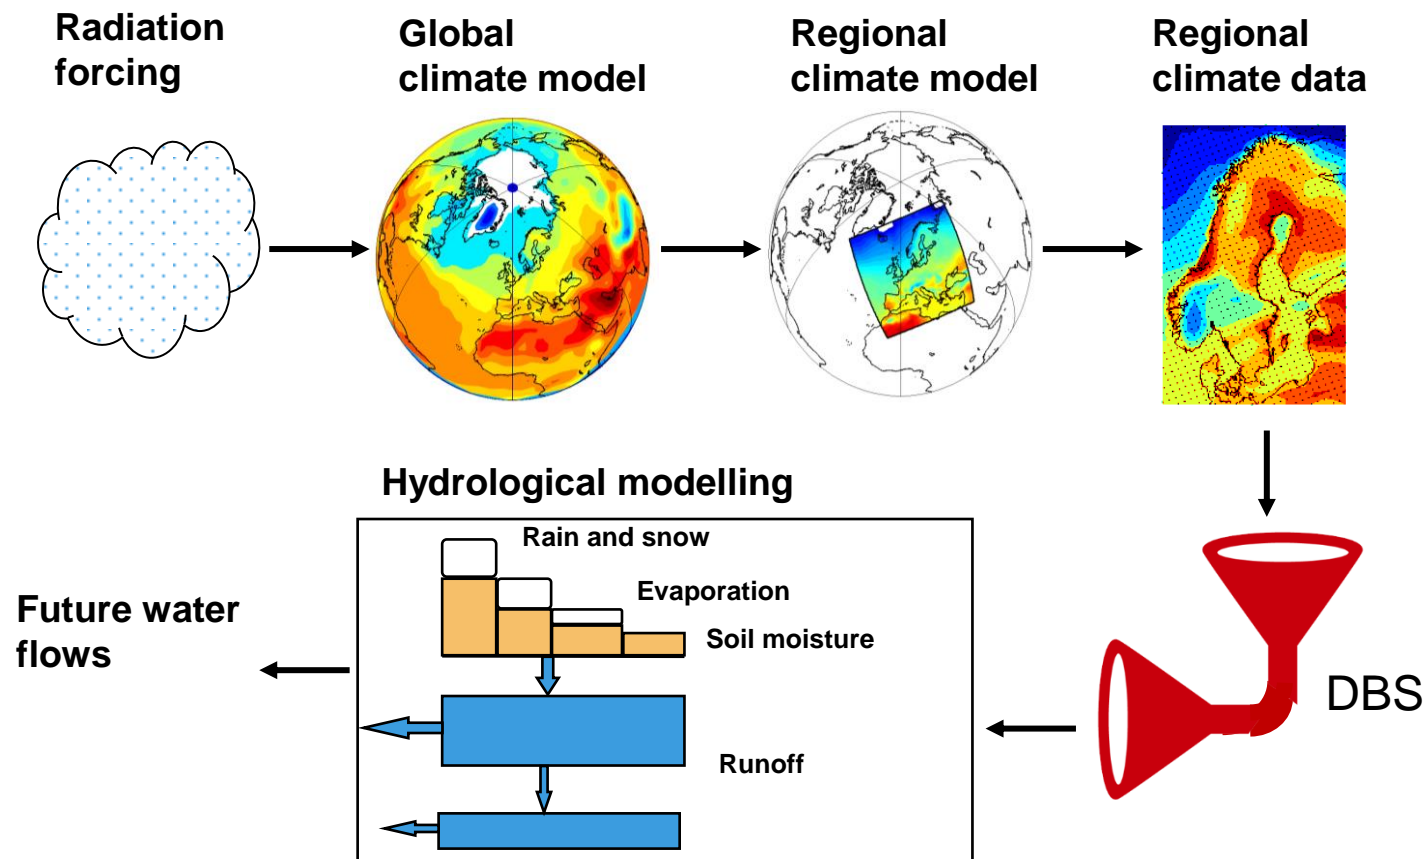 Radiation
forcing
Global
climate model
Regional
climate model
Regional
climate data
Hydrological modelling
Rain and snow
Evaporation
Soil moisture
Runoff
Future water
flows
DBS